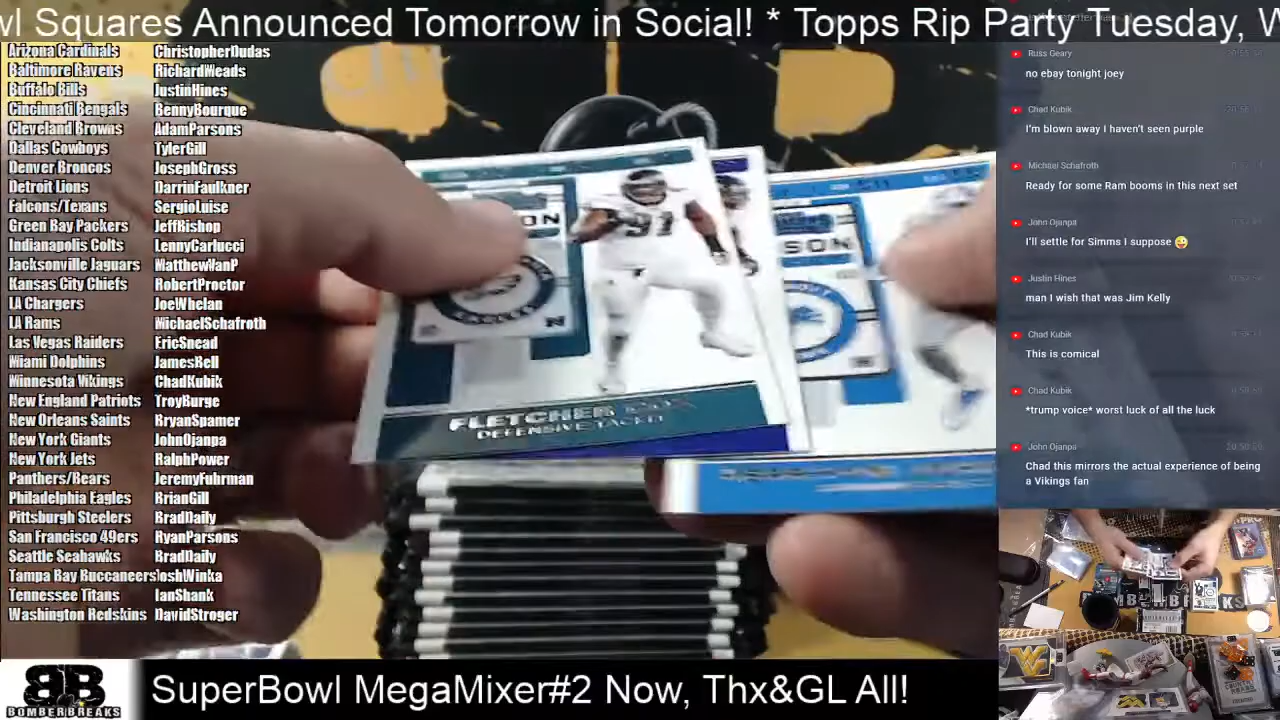 wl Squares Announced Tomorrow in Social! * Topps Rip Party Tuesday, W
Arizona Cardinals ChristopherDudas
Baltimore Ravens RichardMeads
Buffalo Bills JustinHines
Cincinnati Bengals BennyBourque
Cleveland Browns AdamParsons
Dallas Cowboys TylerGill
Denver Broncos JosephGross
Detroit Lions DarrinFaulkner
Falcons/Texans SergioLuise
Green Bay Packers JeffBishop
Indianapolis Colts LennyCarlucci
Jacksonville Jaguars MatthewVanP
Kansas City Chiefs RobertProctor
LA Chargers JoeWhelan
LA Rams MichaelSchafroth
Las Vegas Raiders EricSnead
Miami Dolphins JamesBell
Minnesota Vikings ChadKubik
New England Patriots TroyBurge
New Orleans Saints BryanSpamer
New York Giants JohnOjanpa
New York Jets RalphPower
Panthers/Bears JeremyFuhrman
Philadelphia Eagles BrianGill
Pittsburgh Steelers BradDaily
San Francisco 49ers RyanParsons
Seattle Seahawks BradDaily
Tampa Bay Buccaneers JoshWinka
Tennessee Titans IanShank
Washington Redskins DavidStroger
91
FLETCHER COX
DEFENSIVE TACKLE
Russ Geary
no ebay tonight joey
Chad Kubik
I'm blown away I haven't seen purple
Michael Schafroth
Ready for some Ram booms in this next set
John Ojanpa
I'll settle for Simms I suppose 😜
Justin Hines
man I wish that was Jim Kelly
Chad Kubik
This is comical
Chad Kubik
*trump voice* worst luck of all the luck
John Ojanpa
Chad this mirrors the actual experience of being
a Vikings fan
BB
BOMBERBREAKS
SuperBowl MegaMixer#2 Now, Thx&GL All!